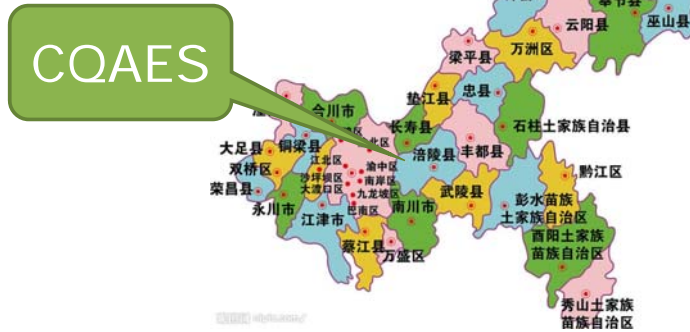 CQAES
奉节县
云阳县
巫山县
万洲区
梁平县
忠县
垫江县
合川市
长寿县
石柱土家族自治县
涪陵县
丰都县
大足县
铜梁县
双桥区
荣昌县
江北区
渝中区
沙坪坝区
南岸区
大渡口区
九龙坡区
巴南区
永川市
江津市
南川市
武陵县
黔江区
彭水苗族
土家族自治区
酉阳土家族
苗族自治区
綦江县
万盛区
秀山土家族
苗族自治区